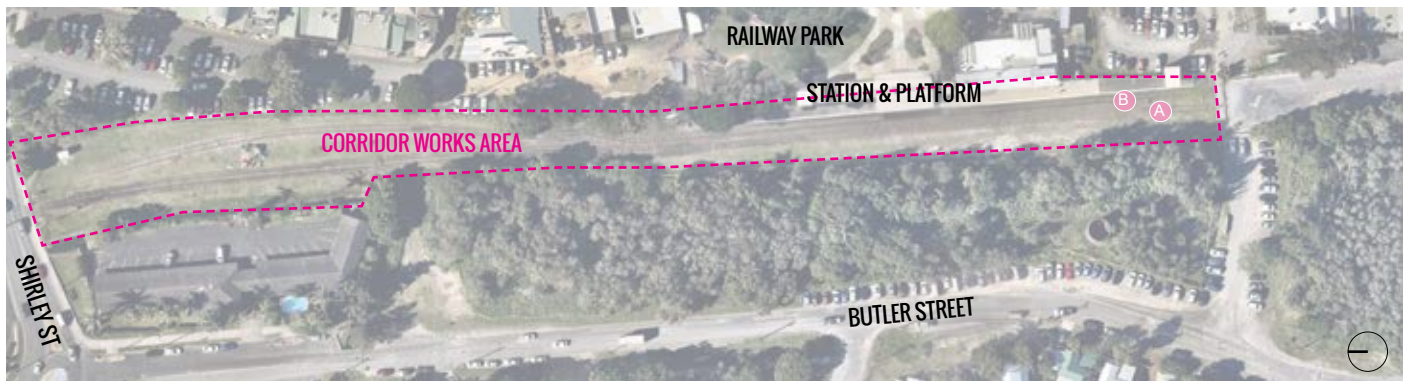 RAILWAY PARK
STATION & PLATFORM
B
A
CORRIDOR WORKS AREA
SHIRLEY ST
BUTLER STREET